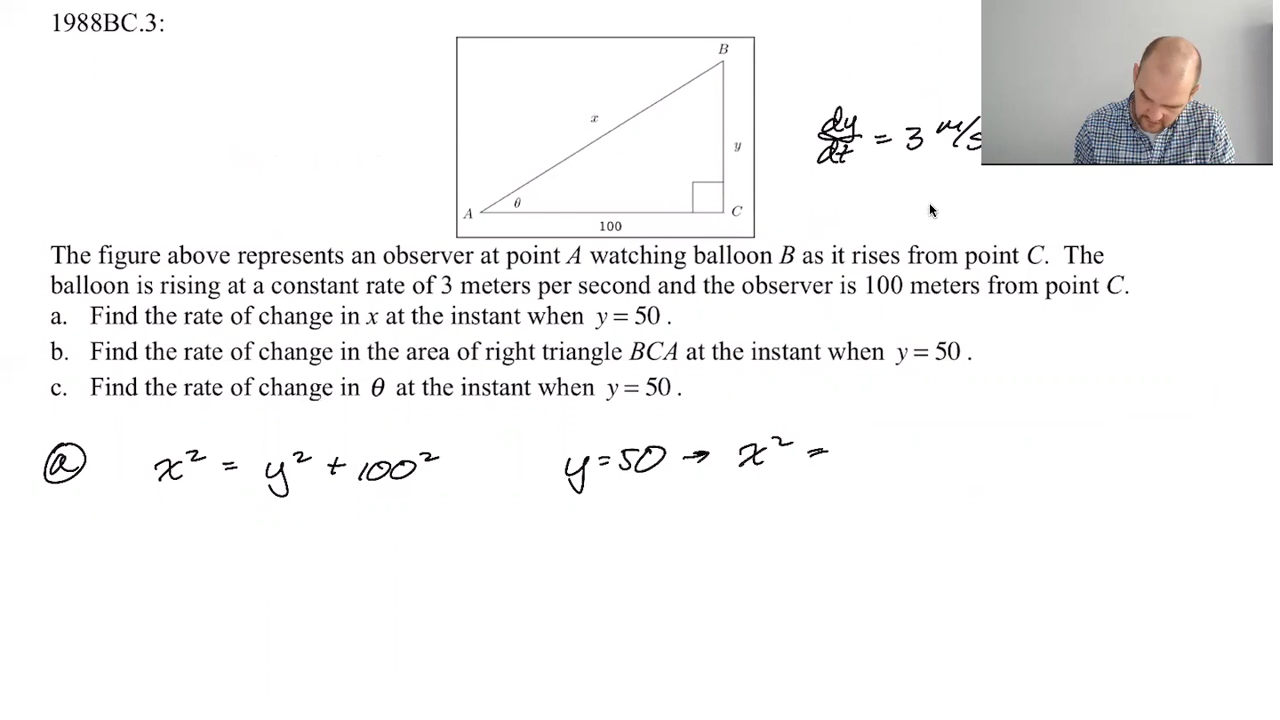 1988BC.3:
B
x
y
θ
A
C
100
dy/dt = 3 m/s
The figure above represents an observer at point A watching balloon B as it rises from point C. The
balloon is rising at a constant rate of 3 meters per second and the observer is 100 meters from point C.
a. Find the rate of change in x at the instant when y = 50.
b. Find the rate of change in the area of right triangle BCA at the instant when y = 50.
c. Find the rate of change in θ at the instant when y = 50.
ⓐ x² = y² + 100² y = 50 → x² =